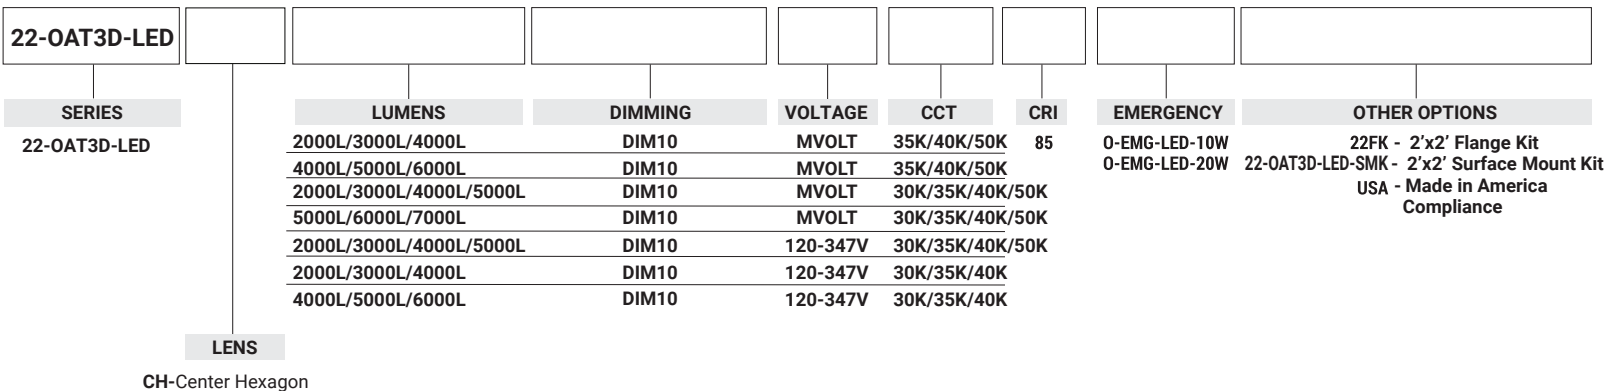 22-OAT3D-LED
SERIES LUMENS DIMMING VOLTAGE CCT CRI EMERGENCY OTHER OPTIONS
22-OAT3D-LED 2000L/3000L/4000L DIM10 MVOLT 35K/40K/50K 85 O-EMG-LED-10W 22FK - 2’x2’ Flange Kit
4000L/5000L/6000L DIM10 MVOLT 35K/40K/50K O-EMG-LED-20W 22-OAT3D-LED-SMK - 2’x2’ Surface Mount Kit
2000L/3000L/4000L/5000L DIM10 MVOLT 30K/35K/40K/50K USA - Made in America
5000L/6000L/7000L DIM10 MVOLT 30K/35K/40K/50K Compliance
2000L/3000L/4000L/5000L DIM10 120-347V 30K/35K/40K/50K
2000L/3000L/4000L DIM10 120-347V 30K/35K/40K
4000L/5000L/6000L DIM10 120-347V 30K/35K/40K
LENS
CH-Center Hexagon